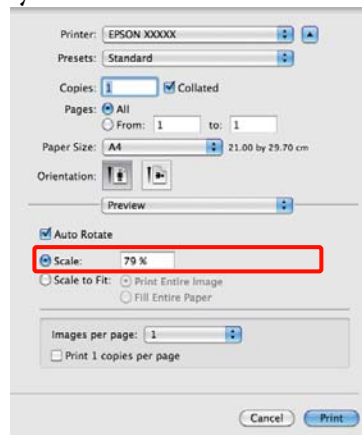 Printer: EPSON XXXXX
Presets: Standard
Copies: 1 Collated
Pages: All
From: 1 to: 1
Paper Size: A4 21.00 by 29.70 cm
Orientation:
Preview
Auto Rotate
Scale: 79 %
Scale to Fit: Print Entire Image
Fill Entire Paper
Images per page: 1
Print 1 copies per page
Cancel Print